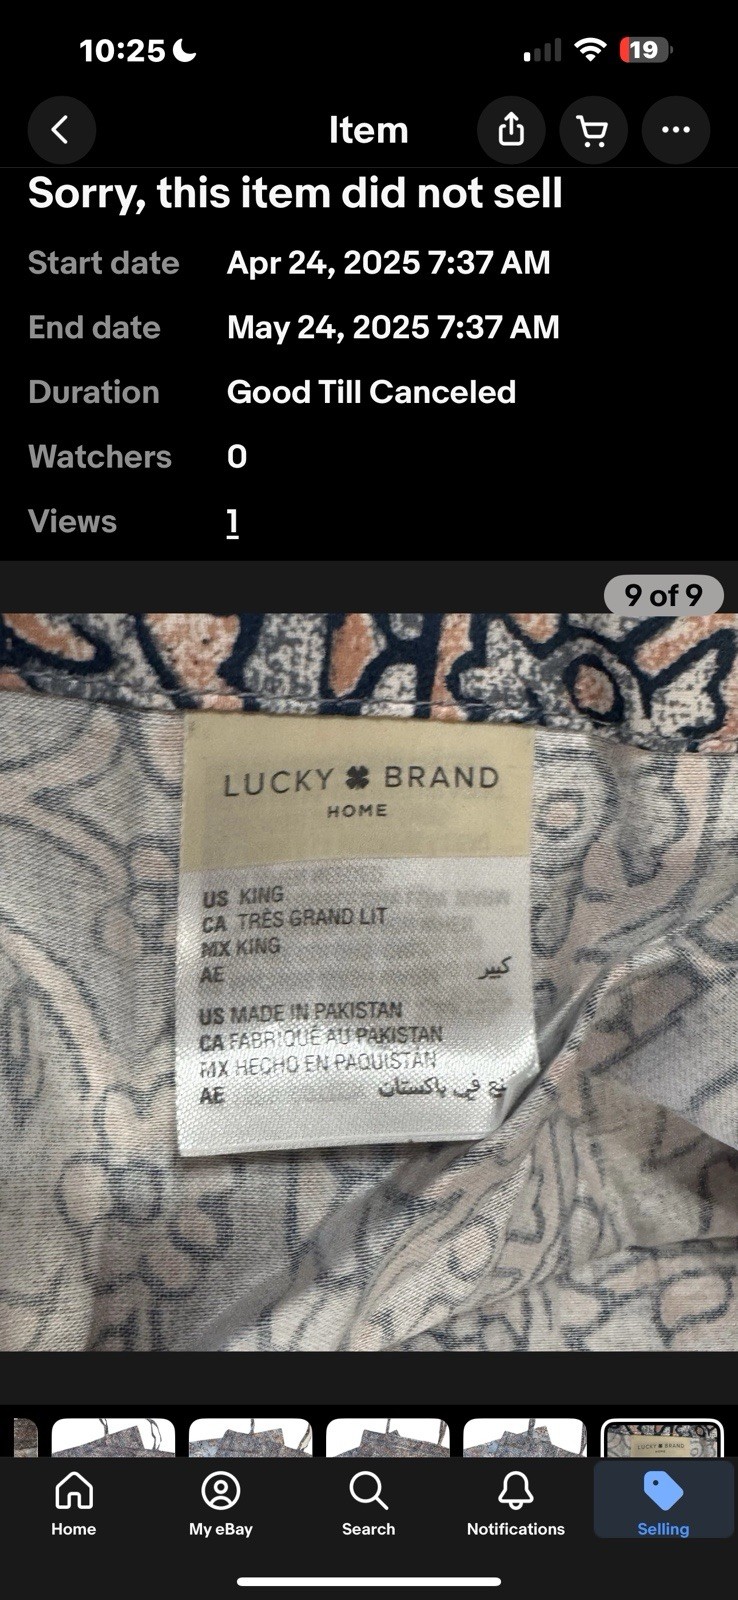 10:25
19
Item
Sorry, this item did not sell
Start date Apr 24, 2025 7:37 AM
End date May 24, 2025 7:37 AM
Duration Good Till Canceled
Watchers 0
Views 1
9 of 9
LUCKY BRAND
HOME
US KING
CA TRÈS GRAND LIT
MX KING
AE كبير
US MADE IN PAKISTAN
CA FABRIQUÉ AU PAKISTAN
MX HECHO EN PAQUISTÁN
AE نع في باكستان
LUCKY BRAND
Home
My eBay
Search
Notifications
Selling